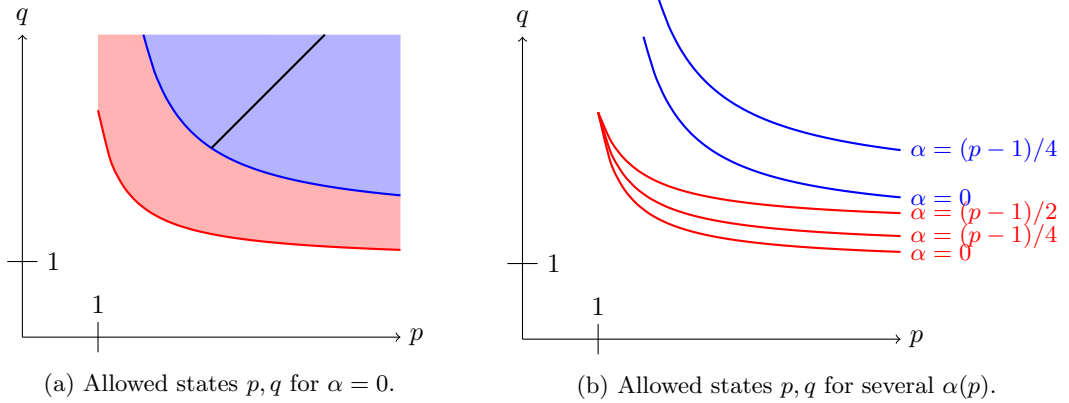 q
1
1
p
(a) Allowed states p, q for α = 0.
q
α = (p − 1)/4
α = 0
α = (p − 1)/2
α = (p − 1)/4
α = 0
1
1
p
(b) Allowed states p, q for several α(p).